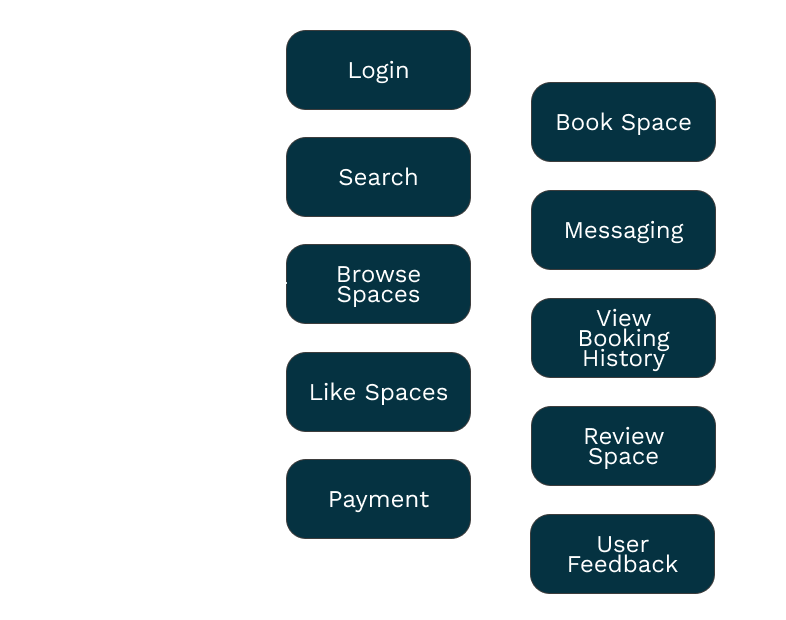 Login
Search
Browse
Spaces
Like Spaces
Payment
Book Space
Messaging
View
Booking
History
Review
Space
User
Feedback